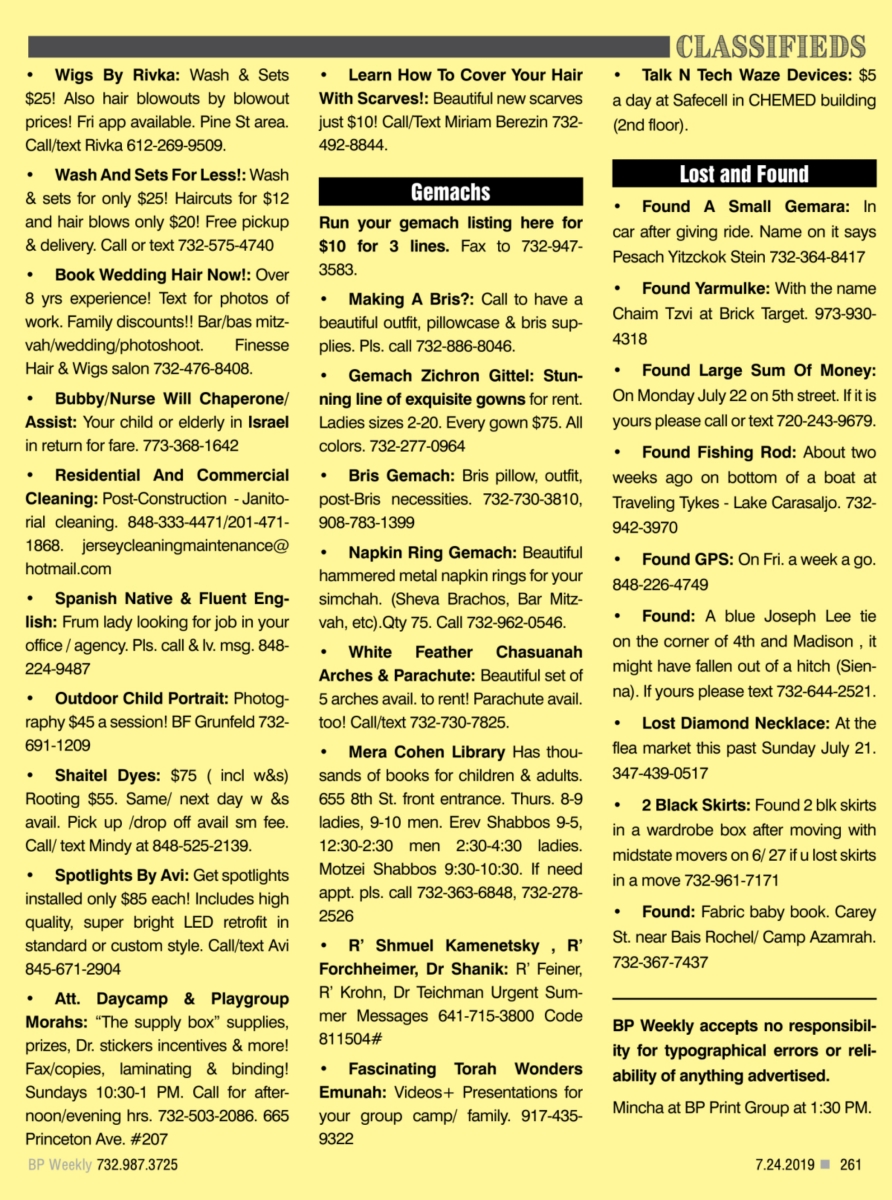 CLASSIFIEDS
• Wigs By Rivka: Wash & Sets
$25! Also hair blowouts by blowout
prices! Fri app available. Pine St area.
Call/text Rivka 612-269-9509.
• Wash And Sets For Less!: Wash
& sets for only $25! Haircuts for $12
and hair blows only $20! Free pickup
& delivery. Call or text 732-575-4740
• Book Wedding Hair Now!: Over
8 yrs experience! Text for photos of
work. Family discounts!! Bar/bas mitz-
vah/wedding/photoshoot. Finesse
Hair & Wigs salon 732-476-8408.
• Bubby/Nurse Will Chaperone/
Assist: Your child or elderly in Israel
in return for fare. 773-368-1642
• Residential And Commercial
Cleaning: Post-Construction - Janito-
rial cleaning. 848-333-4471/201-471-
1868. jerseycleaningmaintenance@
hotmail.com
• Spanish Native & Fluent Eng-
lish: Frum lady looking for job in your
office / agency. Pls. call & lv. msg. 848-
224-9487
• Outdoor Child Portrait: Photog-
raphy $45 a session! BF Grunfeld 732-
691-1209
• Shaitel Dyes: $75 ( incl w&s)
Rooting $55. Same/ next day w &s
avail. Pick up /drop off avail sm fee.
Call/ text Mindy at 848-525-2139.
• Spotlights By Avi: Get spotlights
installed only $85 each! Includes high
quality, super bright LED retrofit in
standard or custom style. Call/text Avi
845-671-2904
• Att. Daycamp & Playgroup
Morahs: “The supply box” supplies,
prizes, Dr. stickers incentives & more!
Fax/copies, laminating & binding!
Sundays 10:30-1 PM. Call for after-
noon/evening hrs. 732-503-2086. 665
Princeton Ave. #207
• Learn How To Cover Your Hair
With Scarves!: Beautiful new scarves
just $10! Call/Text Miriam Berezin 732-
492-8844.
Gemachs
Run your gemach listing here for
$10 for 3 lines. Fax to 732-947-
3583.
• Making A Bris?: Call to have a
beautiful outfit, pillowcase & bris sup-
plies. Pls. call 732-886-8046.
• Gemach Zichron Gittel: Stun-
ning line of exquisite gowns for rent.
Ladies sizes 2-20. Every gown $75. All
colors. 732-277-0964
• Bris Gemach: Bris pillow, outfit,
post-Bris necessities. 732-730-3810,
908-783-1399
• Napkin Ring Gemach: Beautiful
hammered metal napkin rings for your
simchah. (Sheva Brachos, Bar Mitz-
vah, etc).Qty 75. Call 732-962-0546.
• White Feather Chasuanah
Arches & Parachute: Beautiful set of
5 arches avail. to rent! Parachute avail.
too! Call/text 732-730-7825.
• Mera Cohen Library Has thou-
sands of books for children & adults.
655 8th St. front entrance. Thurs. 8-9
ladies, 9-10 men. Erev Shabbos 9-5,
12:30-2:30 men 2:30-4:30 ladies.
Motzei Shabbos 9:30-10:30. If need
appt. pls. call 732-363-6848, 732-278-
2526
• R’ Shmuel Kamenetsky , R’
Forchheimer, Dr Shanik: R’ Feiner,
R’ Krohn, Dr Teichman Urgent Sum-
mer Messages 641-715-3800 Code
811504#
• Fascinating Torah Wonders
Emunah: Videos+ Presentations for
your group camp/ family. 917-435-
9322
• Talk N Tech Waze Devices: $5
a day at Safecell in CHEMED building
(2nd floor).
Lost and Found
• Found A Small Gemara: In
car after giving ride. Name on it says
Pesach Yitzckok Stein 732-364-8417
• Found Yarmulke: With the name
Chaim Tzvi at Brick Target. 973-930-
4318
• Found Large Sum Of Money:
On Monday July 22 on 5th street. If it is
yours please call or text 720-243-9679.
• Found Fishing Rod: About two
weeks ago on bottom of a boat at
Traveling Tykes - Lake Carasaljo. 732-
942-3970
• Found GPS: On Fri. a week a go.
848-226-4749
• Found: A blue Joseph Lee tie
on the corner of 4th and Madison , it
might have fallen out of a hitch (Sien-
na). If yours please text 732-644-2521.
• Lost Diamond Necklace: At the
flea market this past Sunday July 21.
347-439-0517
• 2 Black Skirts: Found 2 blk skirts
in a wardrobe box after moving with
midstate movers on 6/ 27 if u lost skirts
in a move 732-961-7171
• Found: Fabric baby book. Carey
St. near Bais Rochel/ Camp Azamrah.
732-367-7437
BP Weekly accepts no responsibil-
ity for typographical errors or reli-
ability of anything advertised.
Mincha at BP Print Group at 1:30 PM.
BP Weekly 732.987.3725
7.24.2019 ■ 261